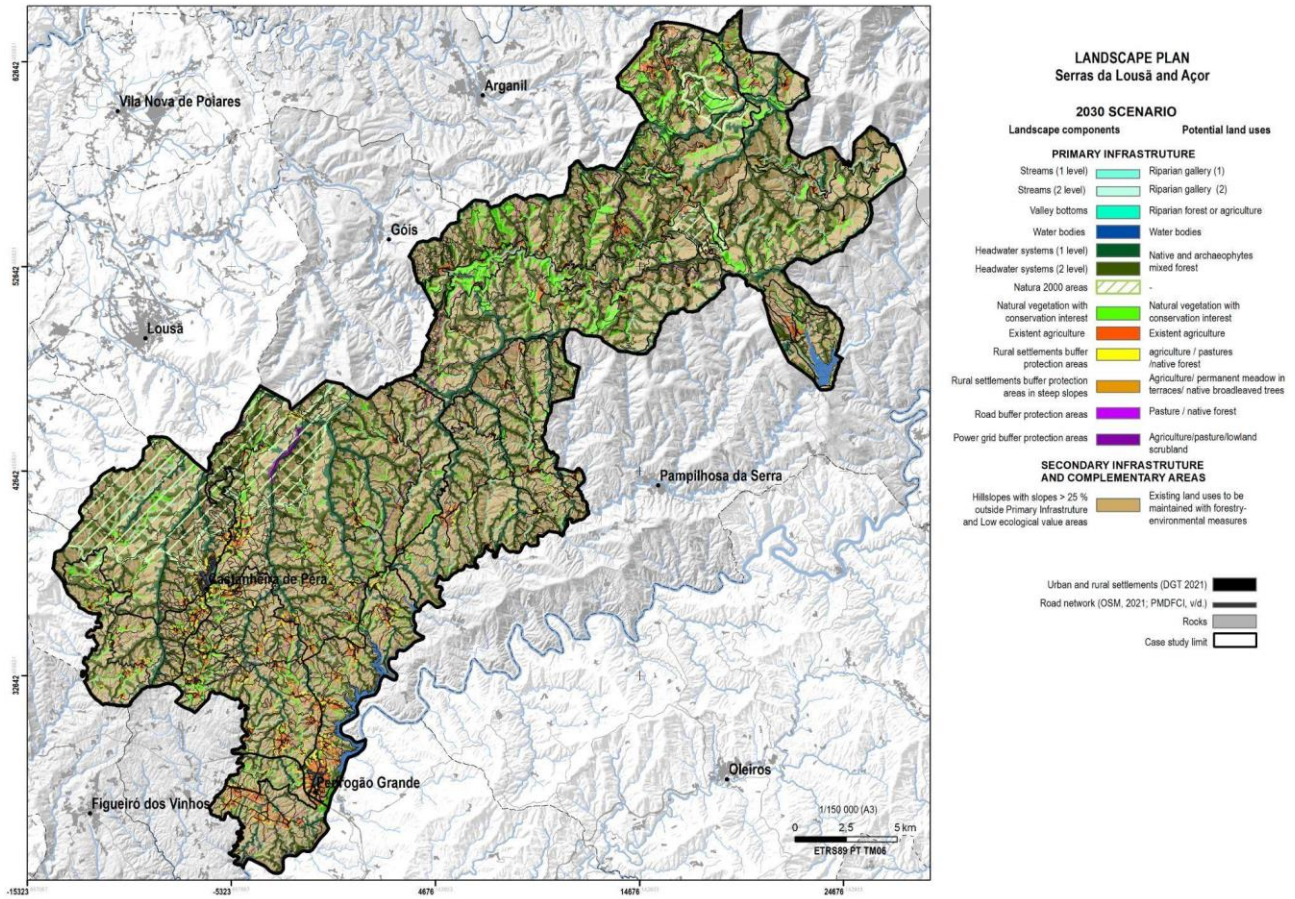 LANDSCAPE PLAN
Serras da Lousã and Açor
2030 SCENARIO
Landscape components
Potential land uses
PRIMARY INFRASTRUTURE
Streams (1 level)
Riparian gallery (1)
Streams (2 level)
Riparian gallery (2)
Valley bottoms
Riparian forest or agriculture
Water bodies
Water bodies
Headwater systems (1 level)
Headwater systems (2 level)
Native and archaeophytes
mixed forest
Natura 2000 areas
-
Natural vegetation with
conservation interest
Natural vegetation with
conservation interest
Existent agriculture
Existent agriculture
Rural settlements buffer
protection areas
agriculture / pastures
/native forest
Rural settlements buffer protection
areas in steep slopes
Agriculture/ permanent meadow in
terraces/ native broadleaved trees
Road buffer protection areas
Pasture / native forest
Power grid buffer protection areas
Agriculture/pasture/lowland
scrubland
SECONDARY INFRASTRUTURE
AND COMPLEMENTARY AREAS
Hillslopes with slopes > 25 %
outside Primary Infrastruture
and Low ecological value areas
Existing land uses to be
maintained with forestry-
environmental measures
Urban and rural settlements (DGT 2021)
Road network (OSM, 2021; PMDFCI, v/d.)
Rocks
Case study limit
Arganil
Vila Nova de Poiares
Góis
Lousã
Pampilhosa da Serra
Castanheira de Pêra
Pedrogão Grande
Figueiró dos Vinhos
Oleiros
1/150 000 (A3)
0 2,5 5 km
ETRS89 PT TM06
62642
52642
42642
32642
-15323
-5323
4676
14676
24676